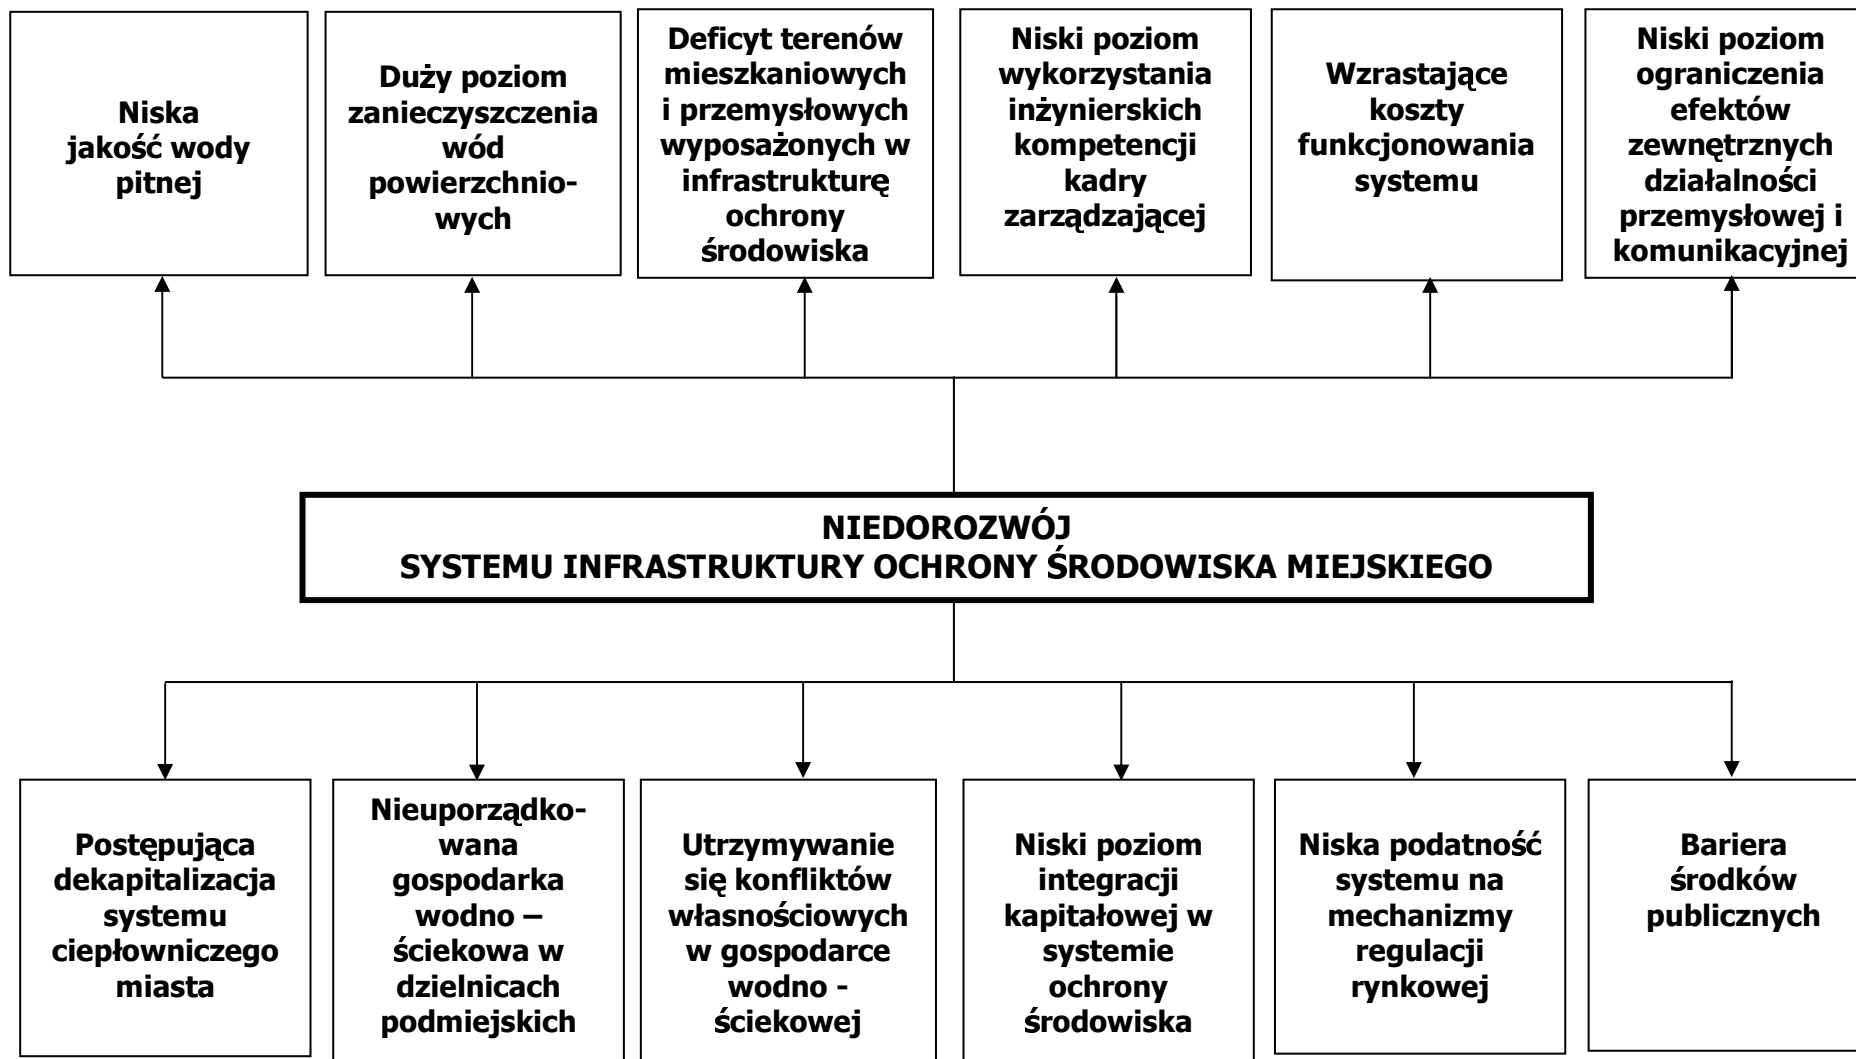 Niska
jakość wody
pitnej
Duży poziom
zanieczyszczenia
wód
powierzchnio-
wych
Deficyt terenów
mieszkaniowych
i przemysłowych
wyposażonych w
infrastrukturę
ochrony
środowiska
Niski poziom
wykorzystania
inżynierskich
kompetencji
kadry
zarządzającej
Wzrastające
koszty
funkcjonowania
systemu
Niski poziom
ograniczenia
efektów
zewnętrznych
działalności
przemysłowej i
komunikacyjnej
NIEDOROZWÓJ
SYSTEMU INFRASTRUKTURY OCHRONY ŚRODOWISKA MIEJSKIEGO
Postępująca
dekapitalizacja
systemu
ciepłowniczego
miasta
Nieuporządko-
wana
gospodarka
wodno –
ściekowa w
dzielnicach
podmiejskich
Utrzymywanie
się konfliktów
własnościowych
w gospodarce
wodno -
ściekowej
Niski poziom
integracji
kapitałowej w
systemie
ochrony
środowiska
Niska podatność
systemu na
mechanizmy
regulacji
rynkowej
Bariera
środków
publicznych